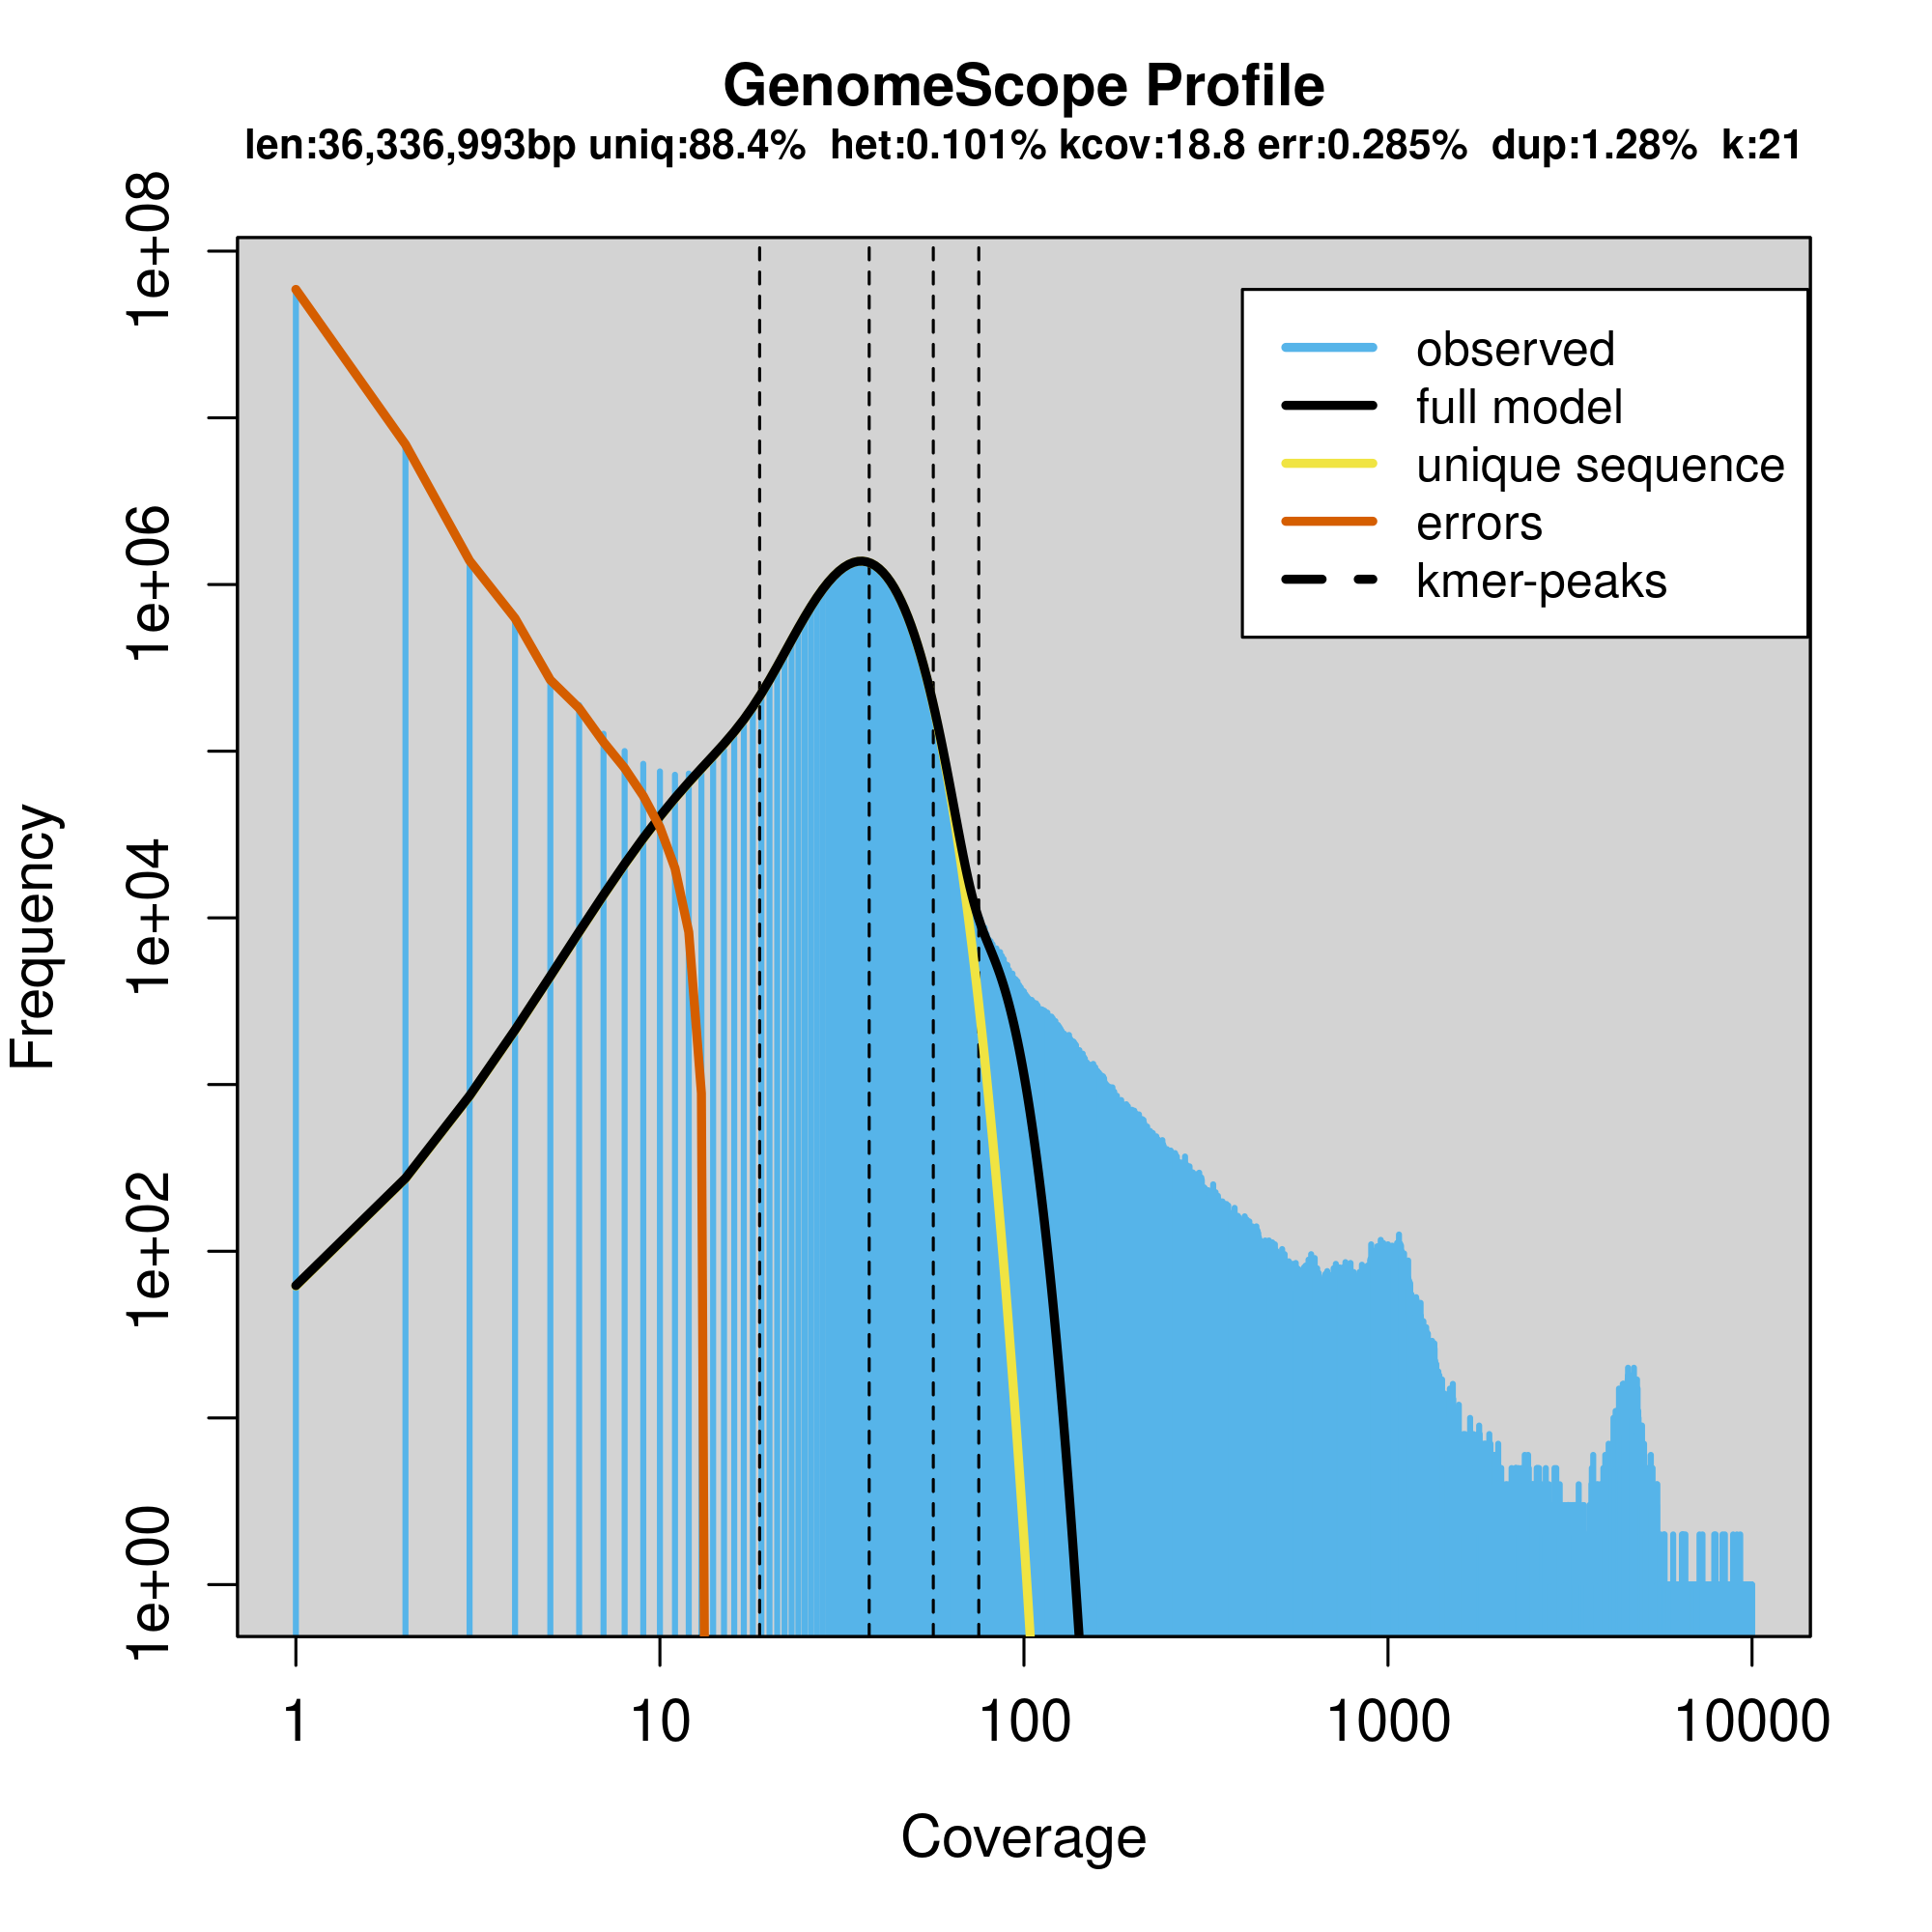 GenomeScope Profile
len:36,336,993bp uniq:88.4% het:0.101% kcov:18.8 err:0.285% dup:1.28% k:21
1e+08
1e+06
1e+04
1e+02
1e+00
Frequency
observed
full model
unique sequence
errors
kmer-peaks
1 10 100 1000 10000
Coverage